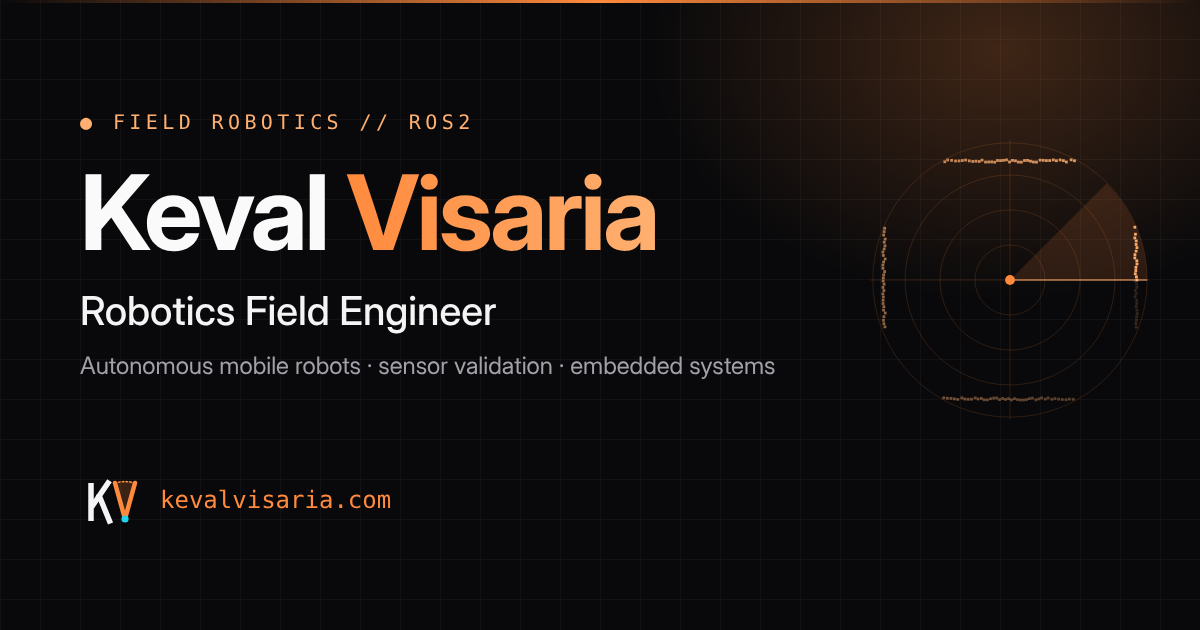 FIELD ROBOTICS // ROS2
Keval Visaria
Robotics Field Engineer
Autonomous mobile robots · sensor validation · embedded systems
KV kevalvisaria.com